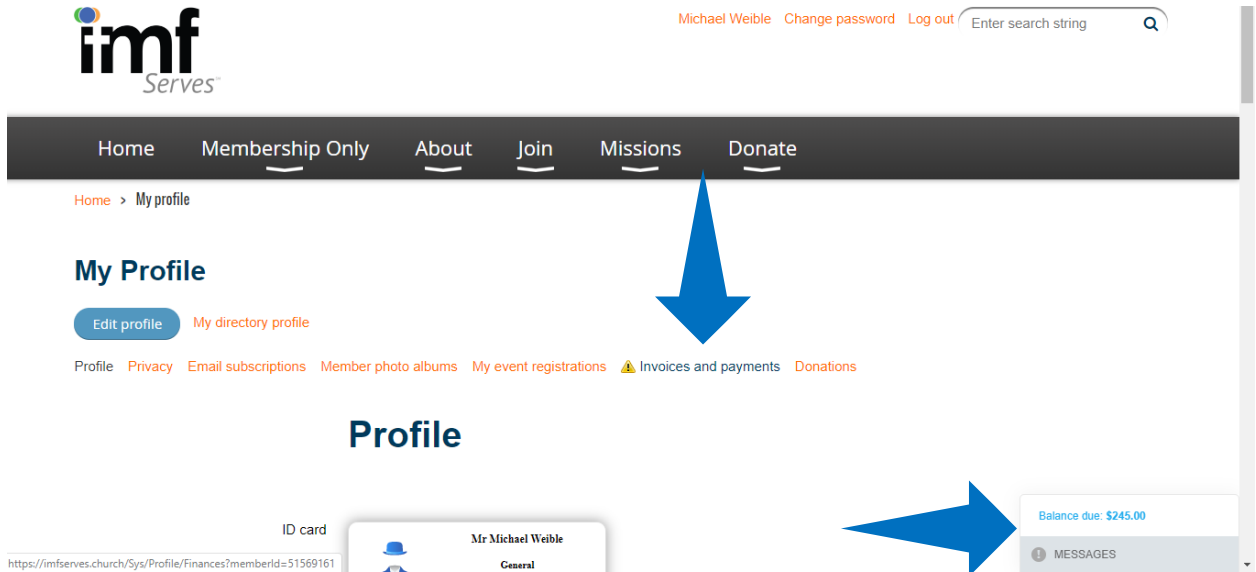 imf
Serves™
Michael Weible Change password Log out Enter search string
Home Membership Only About Join Missions Donate
Home > My profile
My Profile
Edit profile My directory profile
Profile Privacy Email subscriptions Member photo albums My event registrations Invoices and payments Donations
Profile
ID card
Mr Michael Weible
General
Balance due: $245.00
MESSAGES
https://imfserves.church/Sys/Profile/Finances?memberId=51569161